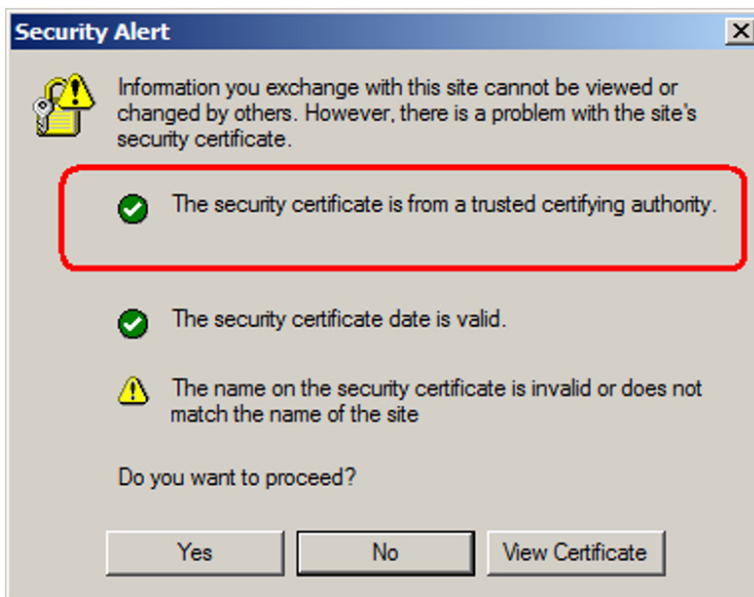 Security Alert
Information you exchange with this site cannot be viewed or
changed by others. However, there is a problem with the site's
security certificate.
The security certificate is from a trusted certifying authority.
The security certificate date is valid.
The name on the security certificate is invalid or does not
match the name of the site
Do you want to proceed?
Yes
No
View Certificate